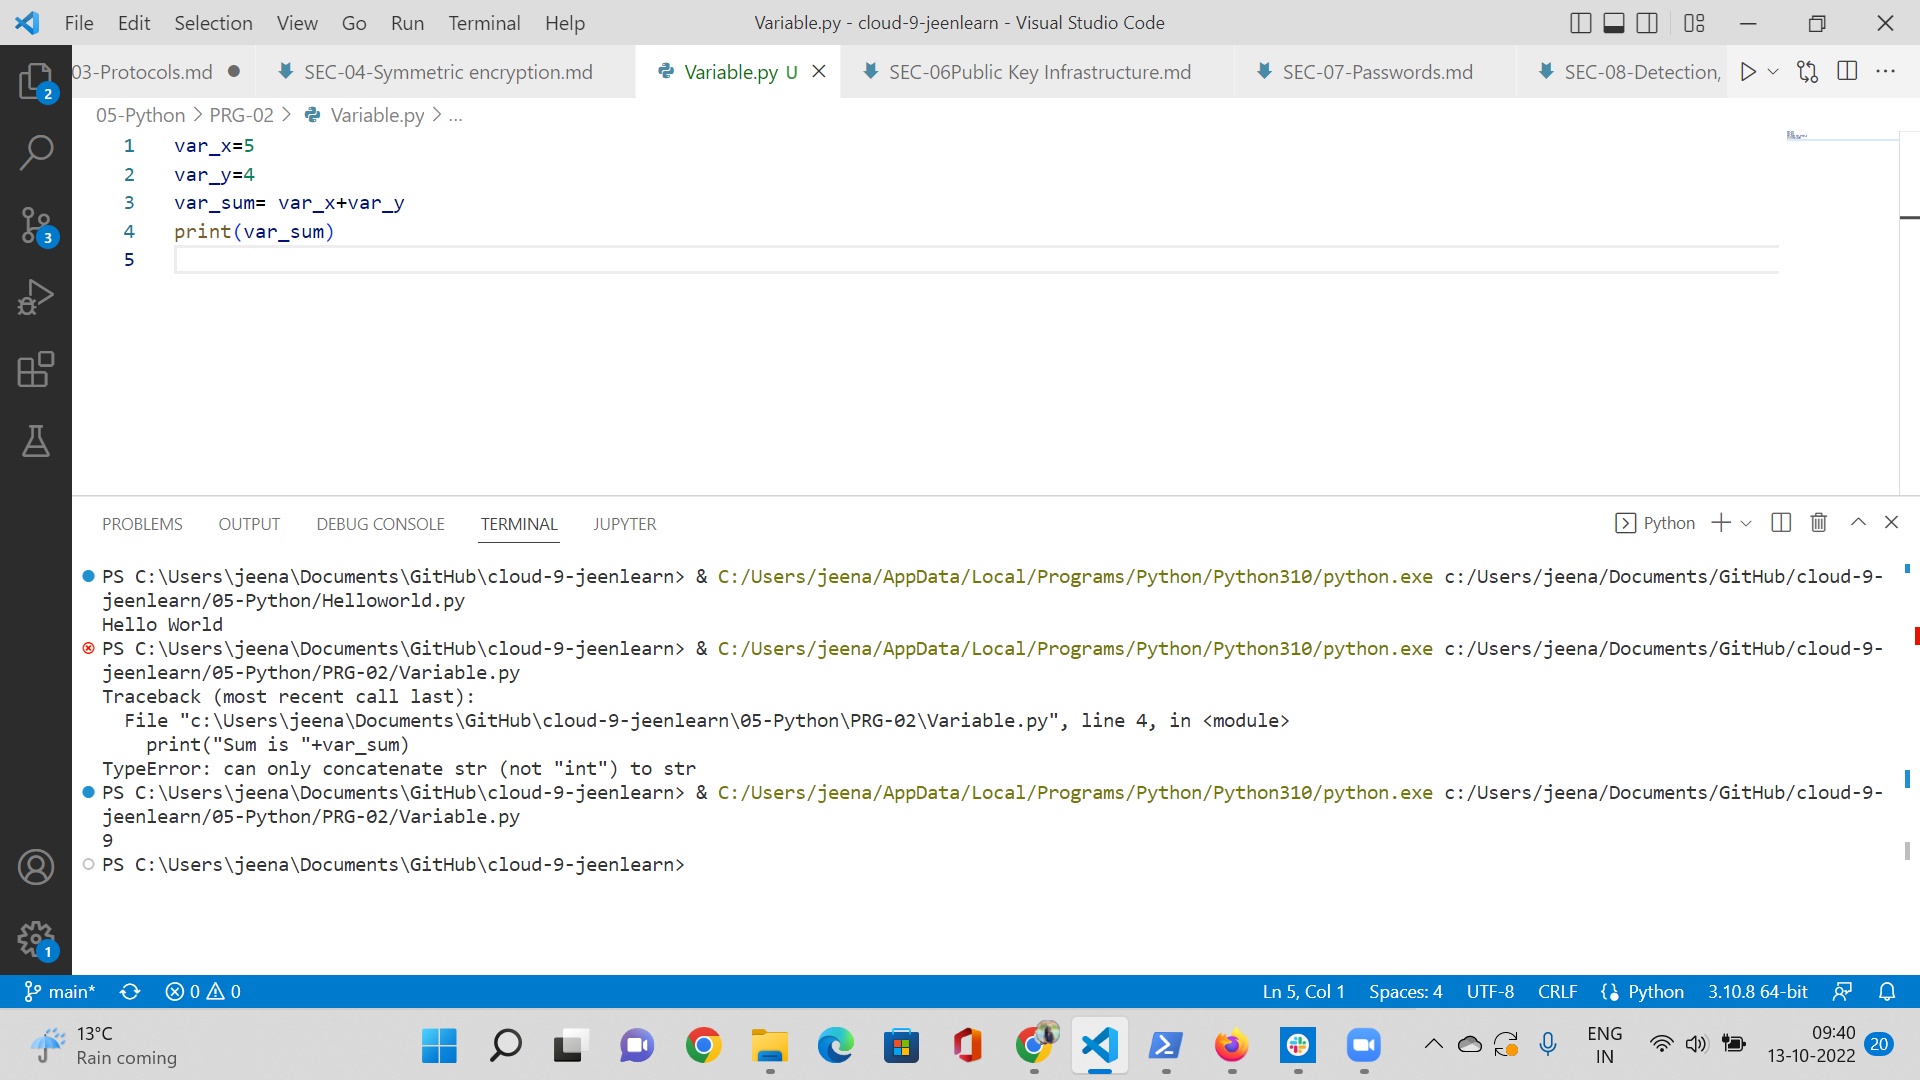 File Edit Selection View Go Run Terminal Help Variable.py - cloud-9-jeenlearn - Visual Studio Code
03-Protocols.md SEC-04-Symmetric encryption.md Variable.py U SEC-06Public Key Infrastructure.md SEC-07-Passwords.md SEC-08-Detection,
05-Python > PRG-02 > Variable.py > ...
1 var_x=5
2 var_y=4
3 var_sum= var_x+var_y
4 print(var_sum)
5
2
3
1
PROBLEMS OUTPUT DEBUG CONSOLE TERMINAL JUPYTER Python
PS C:\Users\jeena\Documents\GitHub\cloud-9-jeenlearn> & C:/Users/jeena/AppData/Local/Programs/Python/Python310/python.exe c:/Users/jeena/Documents/GitHub/cloud-9-
jeenlearn/05-Python/Helloworld.py
Hello World
PS C:\Users\jeena\Documents\GitHub\cloud-9-jeenlearn> & C:/Users/jeena/AppData/Local/Programs/Python/Python310/python.exe c:/Users/jeena/Documents/GitHub/cloud-9-
jeenlearn/05-Python/PRG-02/Variable.py
Traceback (most recent call last):
  File "c:\Users\jeena\Documents\GitHub\cloud-9-jeenlearn\05-Python\PRG-02\Variable.py", line 4, in <module>
    print("Sum is "+var_sum)
TypeError: can only concatenate str (not "int") to str
PS C:\Users\jeena\Documents\GitHub\cloud-9-jeenlearn> & C:/Users/jeena/AppData/Local/Programs/Python/Python310/python.exe c:/Users/jeena/Documents/GitHub/cloud-9-
jeenlearn/05-Python/PRG-02/Variable.py
9
PS C:\Users\jeena\Documents\GitHub\cloud-9-jeenlearn>
main* 0 0 Ln 5, Col 1 Spaces: 4 UTF-8 CRLF Python 3.10.8 64-bit
13°C
Rain coming
ENG
IN
09:40
13-10-2022
20